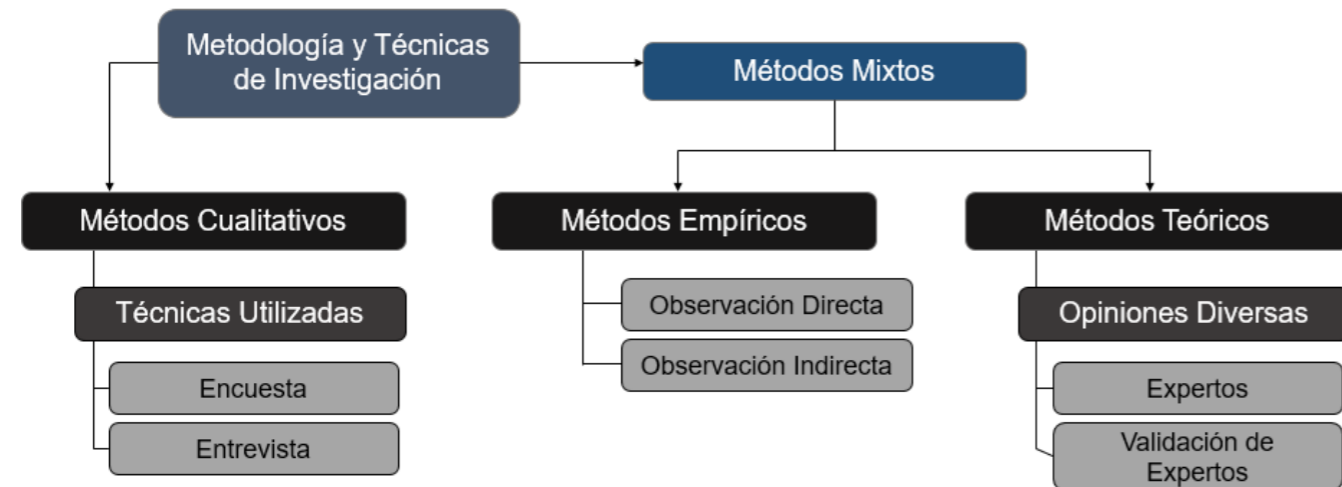 Metodología y Técnicas
de Investigación
Métodos Mixtos
Métodos Cualitativos
Métodos Empíricos
Métodos Teóricos
Técnicas Utilizadas
Observación Directa
Opiniones Diversas
Observación Indirecta
Encuesta
Expertos
Entrevista
Validación de
Expertos